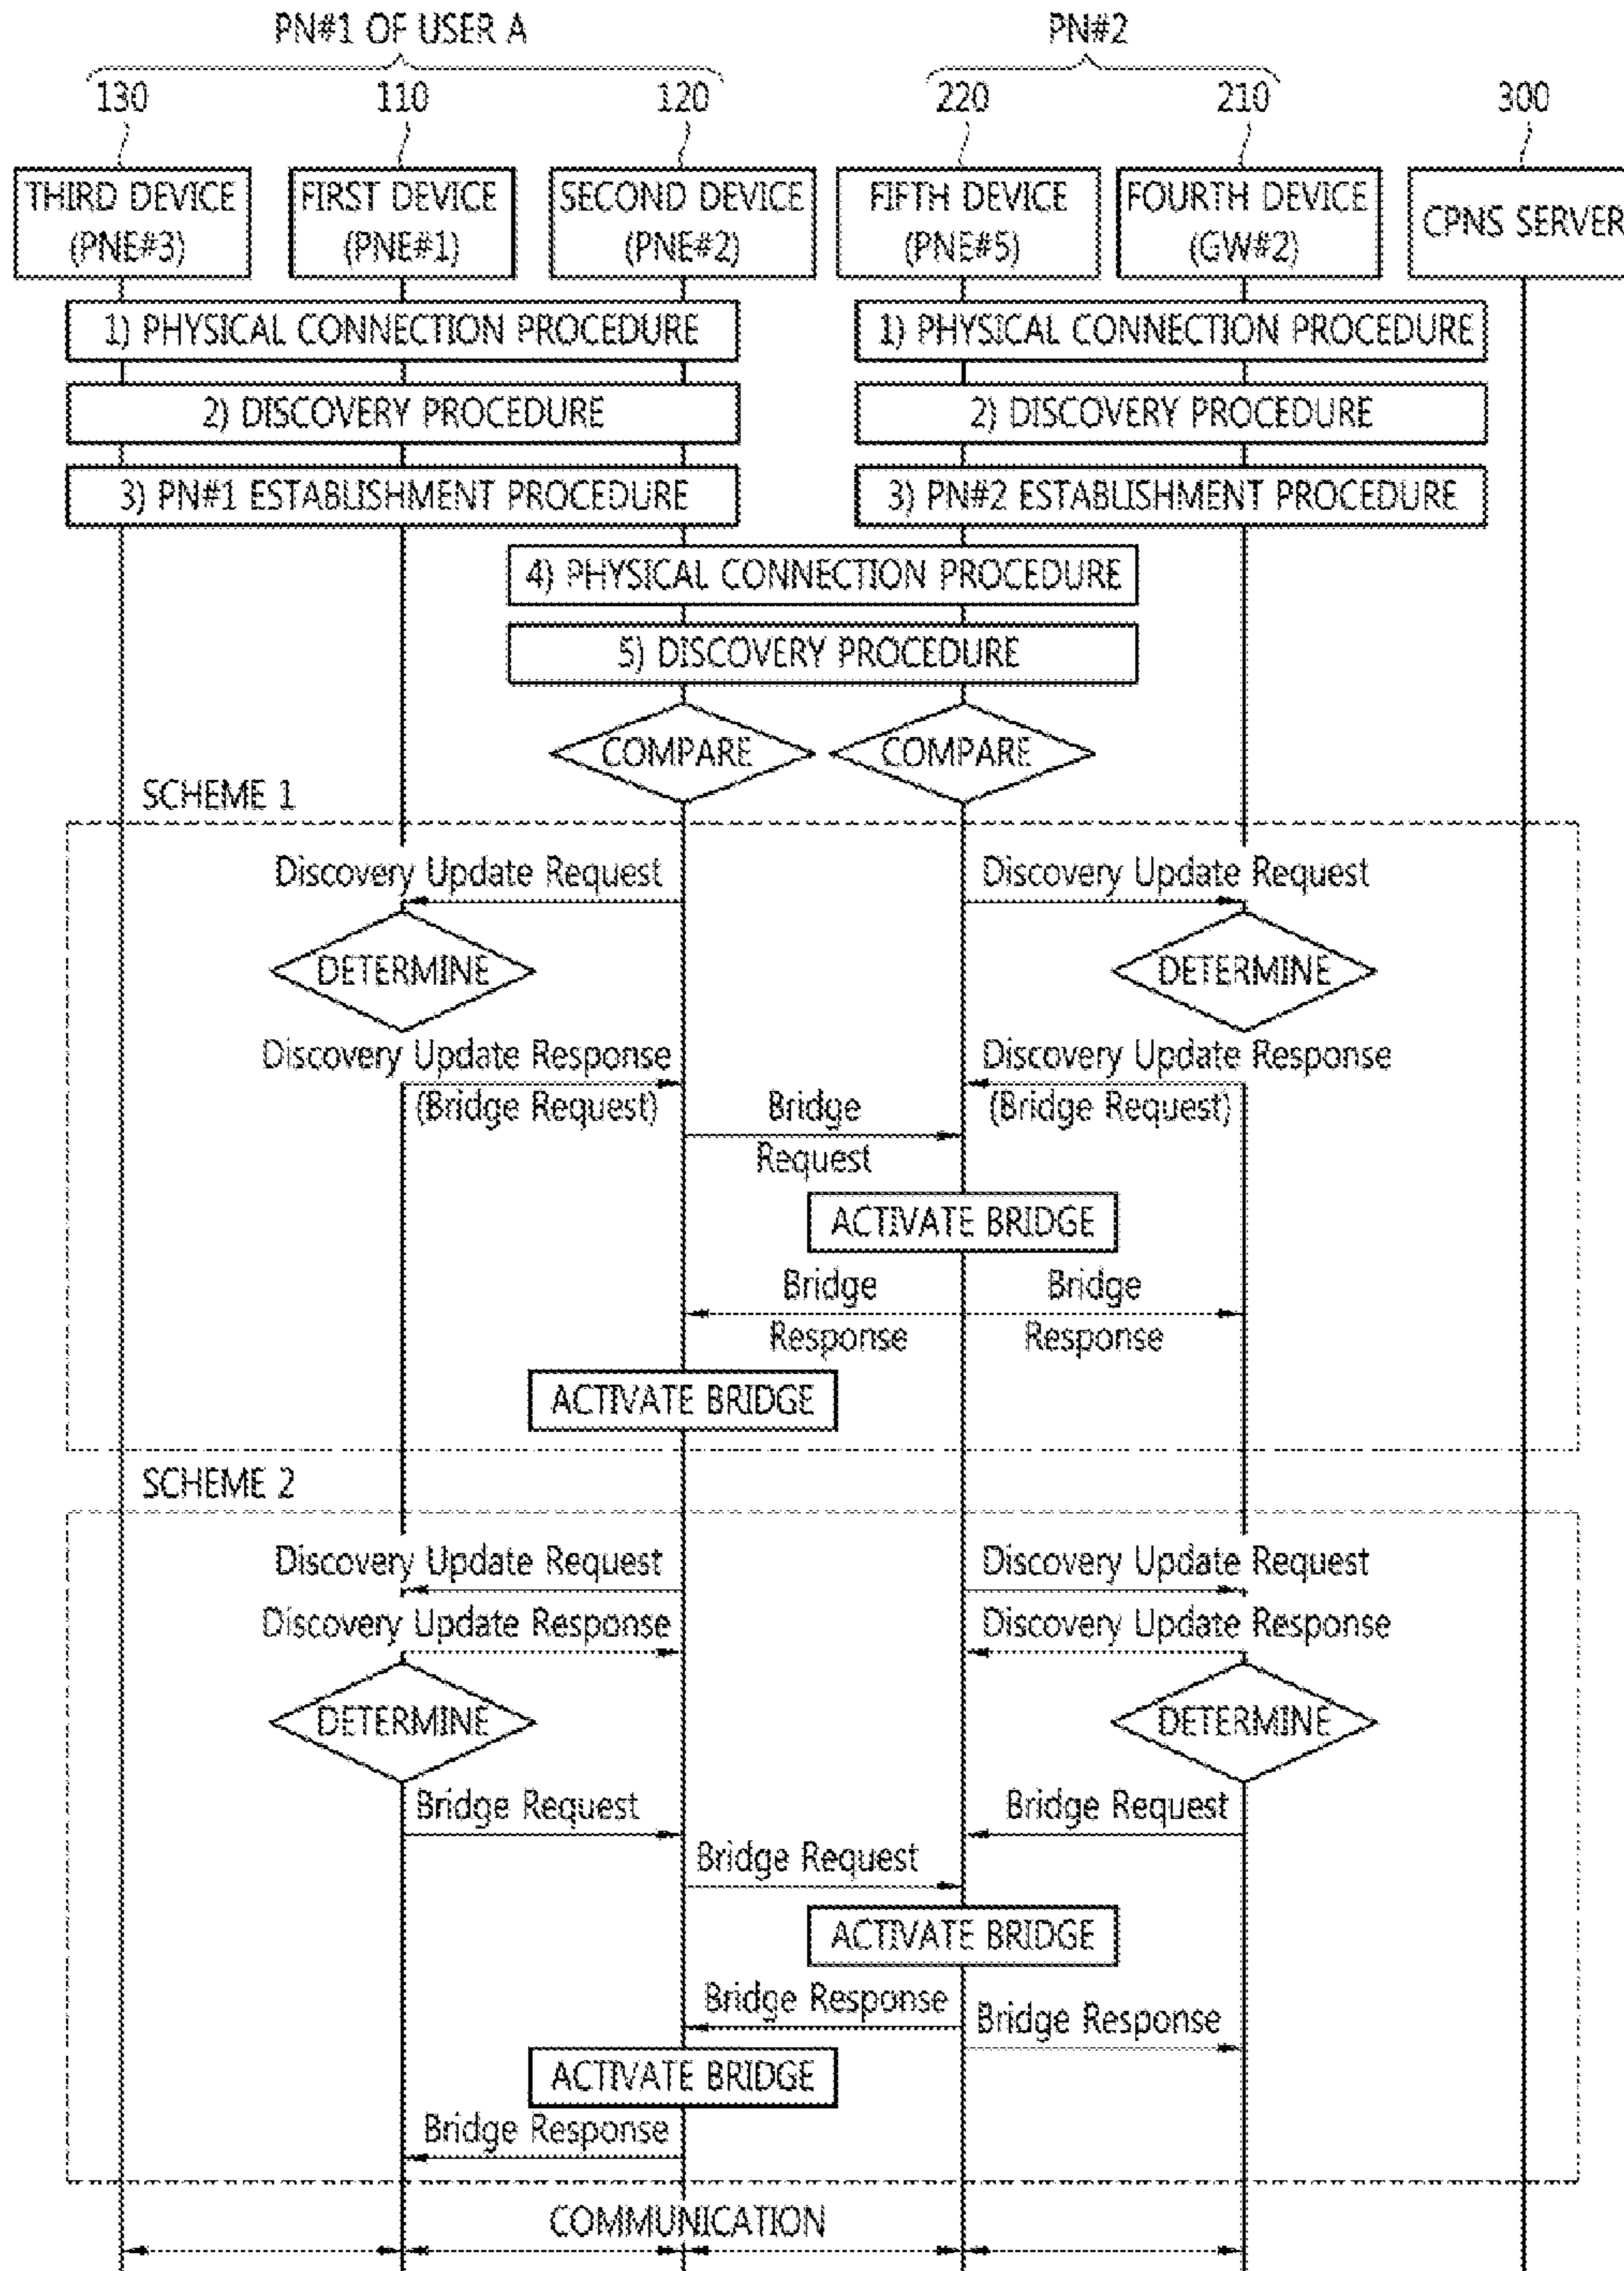 PN#1 OF USER A PN#2
130 110 120 220 210 300
THIRD DEVICE FIRST DEVICE SECOND DEVICE FIFTH DEVICE FOURTH DEVICE CPNS SERVER
(PNE#3) (PNE#1) (PNE#2) (PNE#5) (GW#2)
1) PHYSICAL CONNECTION PROCEDURE 1) PHYSICAL CONNECTION PROCEDURE
2) DISCOVERY PROCEDURE 2) DISCOVERY PROCEDURE
3) PN#1 ESTABLISHMENT PROCEDURE 3) PN#2 ESTABLISHMENT PROCEDURE
4) PHYSICAL CONNECTION PROCEDURE
5) DISCOVERY PROCEDURE
COMPARE COMPARE
SCHEME 1
Discovery Update Request Discovery Update Request
DETERMINE DETERMINE
Discovery Update Response Discovery Update Response
(Bridge Request) Bridge (Bridge Request)
Request
ACTIVATE BRIDGE
Bridge Bridge
Response Response
ACTIVATE BRIDGE
SCHEME 2
Discovery Update Request Discovery Update Request
Discovery Update Response Discovery Update Response
DETERMINE DETERMINE
Bridge Request Bridge Request
Bridge Request
ACTIVATE BRIDGE
Bridge Response
Bridge Response
ACTIVATE BRIDGE
Bridge Response
COMMUNICATION